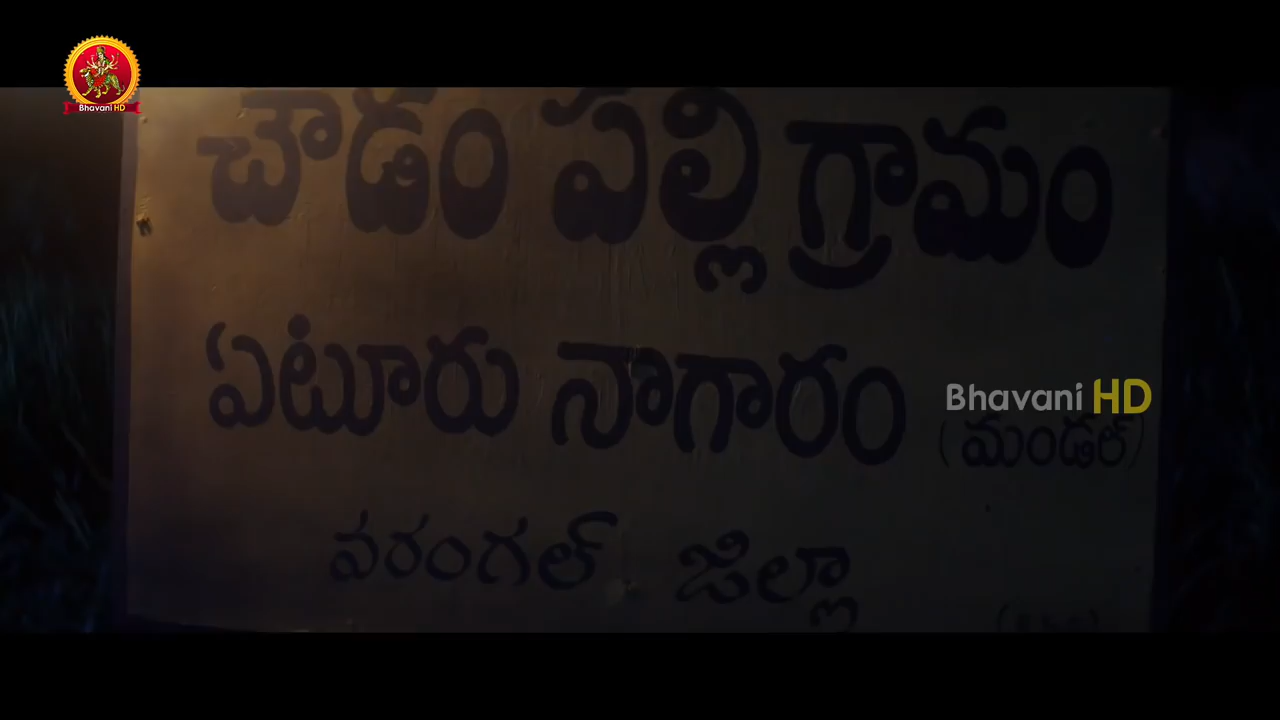 Bhavani HD
చౌడం పల్లి గ్రామం
ఏటూరు నాగారం
Bhavani HD
(మండల్)
వరంగల్ జిల్లా